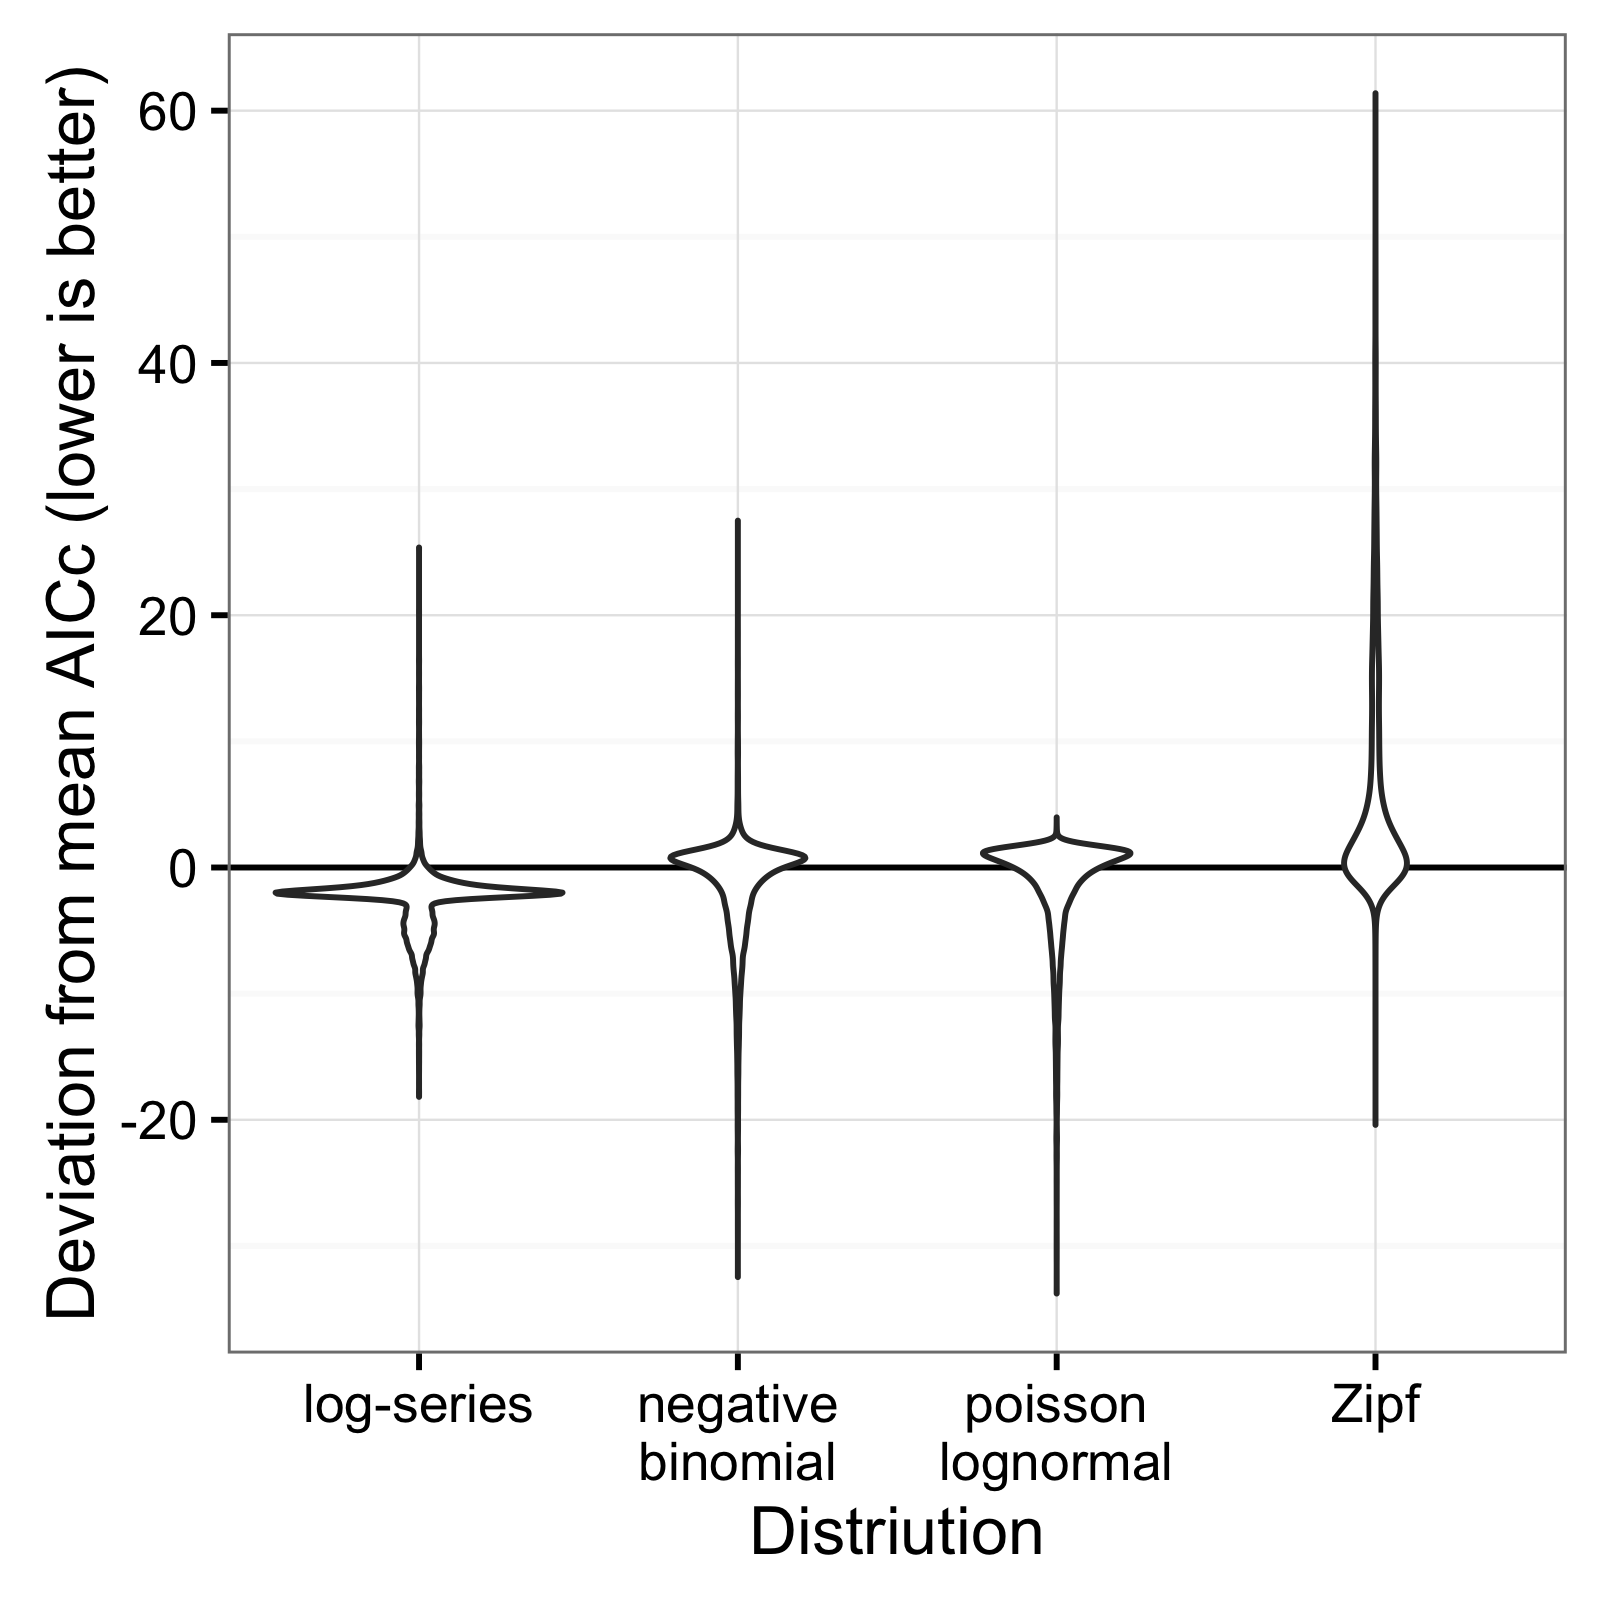 Deviation from mean AICc (lower is better)
60
40
20
0
-20
log-series
negative
binomial
poisson
lognormal
Zipf
Distriution